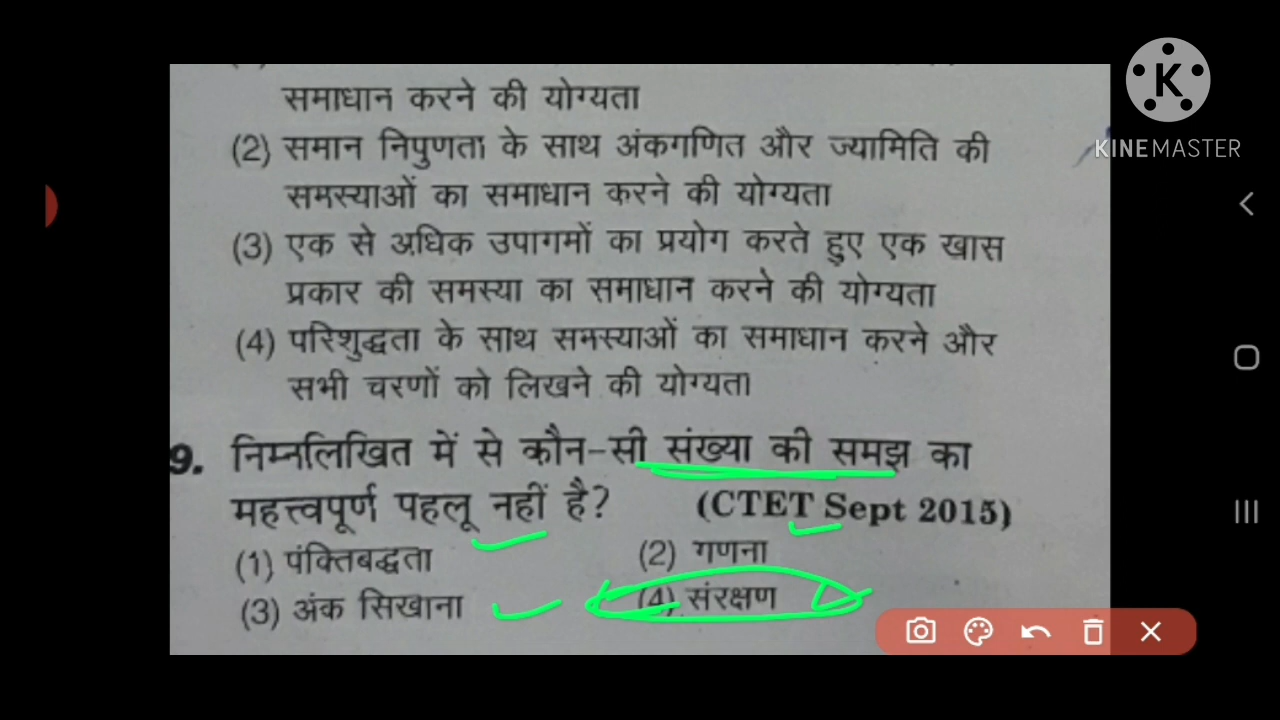 समाधान करने की योग्यता
(2) समान निपुणता के साथ अंकगणित और ज्यामिति की
समस्याओं का समाधान करने की योग्यता
(3) एक से अधिक उपागमों का प्रयोग करते हुए एक खास
प्रकार की समस्या का समाधान करने की योग्यता
(4) परिशुद्धता के साथ समस्याओं का समाधान करने और
सभी चरणों को लिखने की योग्यता
9. निम्नलिखित में से कौन-सी संख्या की समझ का
महत्त्वपूर्ण पहलू नहीं है? (CTET Sept 2015)
(1) पंक्तिबद्धता (2) गणना
(3) अंक सिखाना (4) संरक्षण
K
KINEMASTER